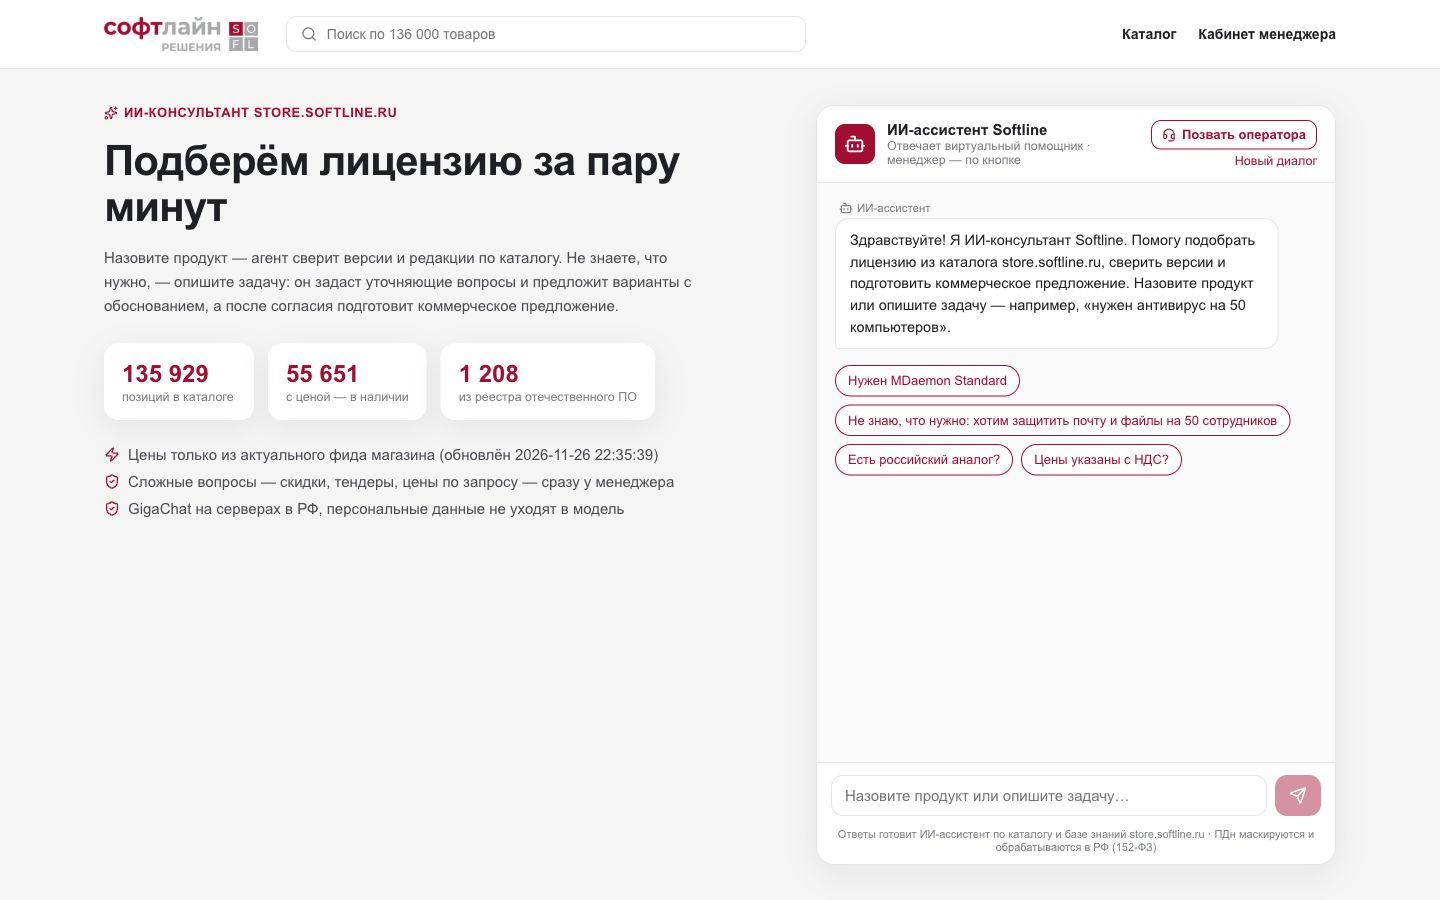 софтлайн
РЕШЕНИЯ
SO
FL
Поиск по 136 000 товаров
Каталог
Кабинет менеджера
ИИ-КОНСУЛЬТАНТ STORE.SOFTLINE.RU
Подберём лицензию за пару
минут
Назовите продукт — агент сверит версии и редакции по каталогу. Не знаете, что
нужно, — опишите задачу: он задаст уточняющие вопросы и предложит варианты с
обоснованием, а после согласия подготовит коммерческое предложение.
135 929
позиций в каталоге
55 651
с ценой — в наличии
1 208
из реестра отечественного ПО
Цены только из актуального фида магазина (обновлён 2026-11-26 22:35:39)
Сложные вопросы — скидки, тендеры, цены по запросу — сразу у менеджера
GigaChat на серверах в РФ, персональные данные не уходят в модель
ИИ-ассистент Softline
Отвечает виртуальный помощник ·
менеджер — по кнопке
Позвать оператора
Новый диалог
ИИ-ассистент
Здравствуйте! Я ИИ-консультант Softline. Помогу подобрать
лицензию из каталога store.softline.ru, сверить версии и
подготовить коммерческое предложение. Назовите продукт
или опишите задачу — например, «нужен антивирус на 50
компьютеров».
Нужен MDaemon Standard
Не знаю, что нужно: хотим защитить почту и файлы на 50 сотрудников
Есть российский аналог?
Цены указаны с НДС?
Назовите продукт или опишите задачу…
Ответы готовит ИИ-ассистент по каталогу и базе знаний store.softline.ru · ПДн маскируются и
обрабатываются в РФ (152-ФЗ)